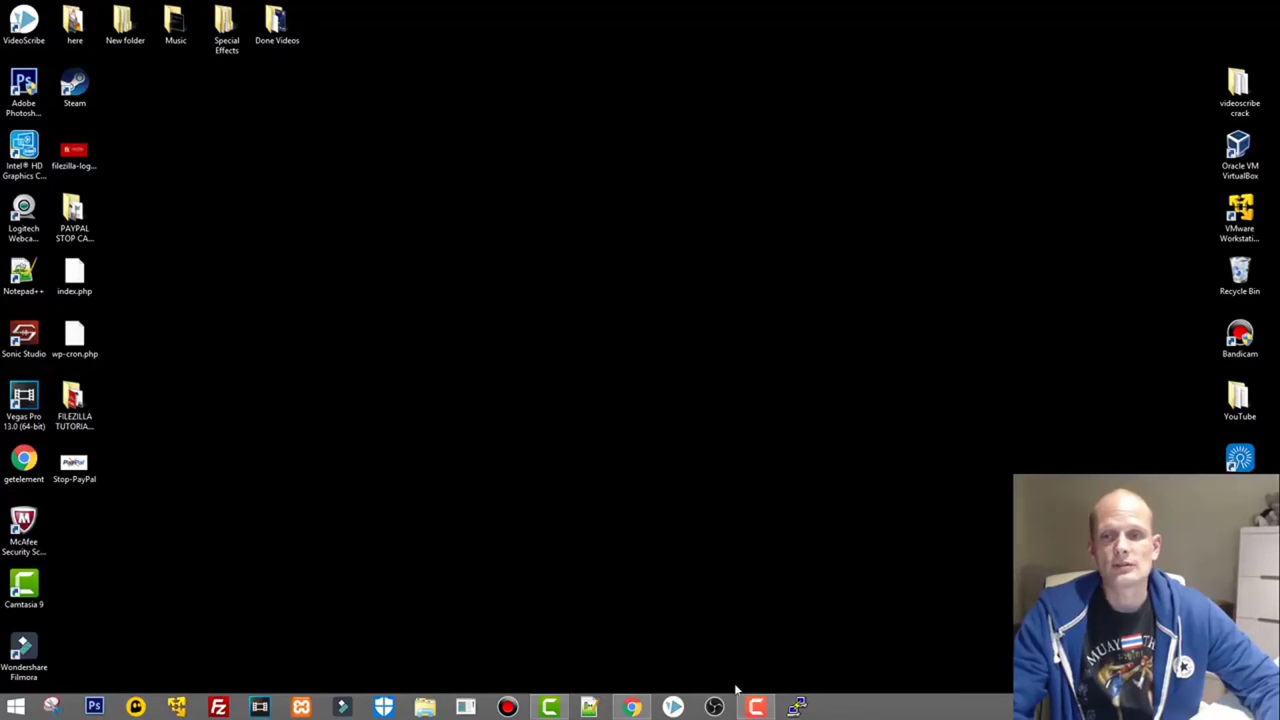 VideoScribe
here
New folder
Music
Special
Effects
Done Videos
Adobe
Photosh...
Steam
videoscribe
crack
Intel® HD
Graphics C...
filezilla-log...
Oracle VM
VirtualBox
Logitech
Webca...
PAYPAL
STOP CA...
VMware
Workstati...
Notepad++
index.php
Recycle Bin
Sonic Studio
wp-cron.php
Bandicam
Vegas Pro
13.0 (64-bit)
FILEZILLA
TUTORIA...
YouTube
getelement
Stop-PayPal
McAfee
Security Sc...
Camtasia 9
Wondershare
Filmora
MUAY TH